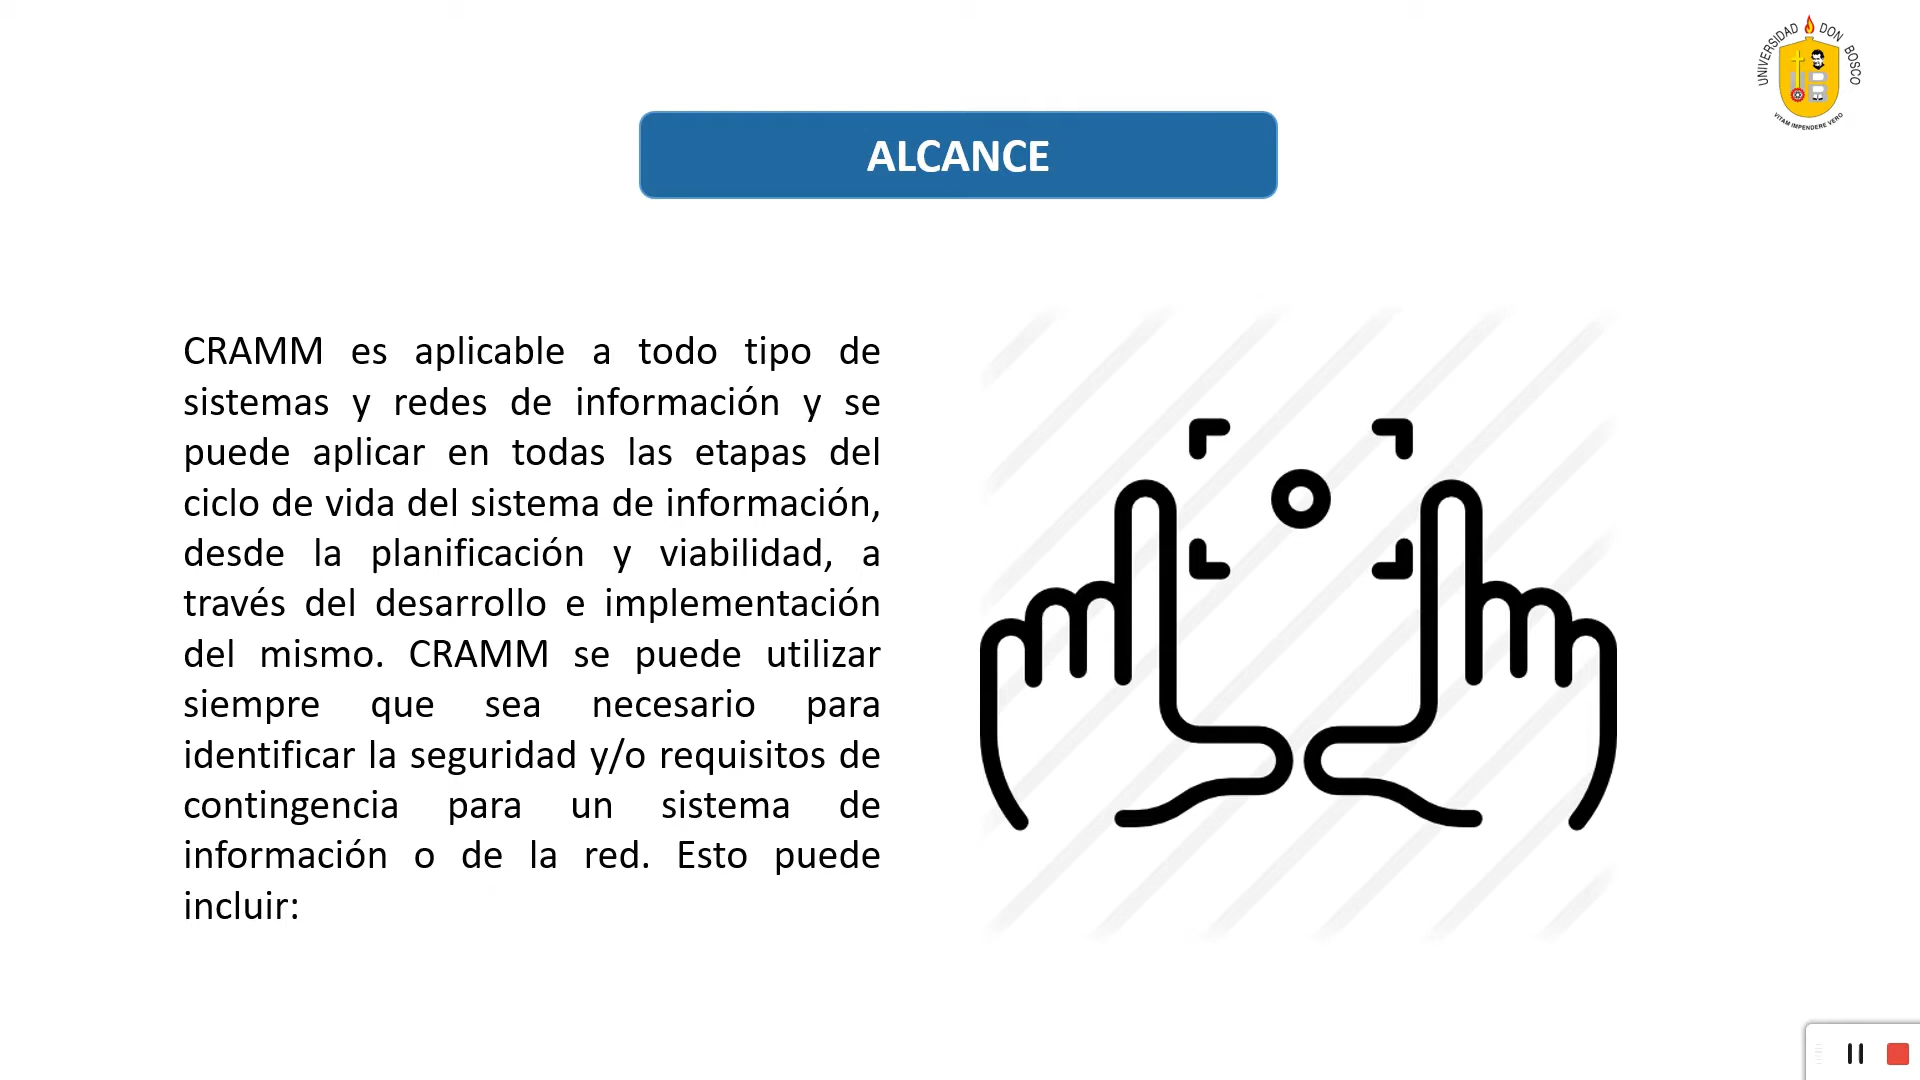 UNIVERSIDAD DON BOSCO
VITAM IMPENDERE VERO
ALCANCE
CRAMM es aplicable a todo tipo de
sistemas y redes de información y se
puede aplicar en todas las etapas del
ciclo de vida del sistema de información,
desde la planificación y viabilidad, a
través del desarrollo e implementación
del mismo. CRAMM se puede utilizar
siempre que sea necesario para
identificar la seguridad y/o requisitos de
contingencia para un sistema de
información o de la red. Esto puede
incluir: